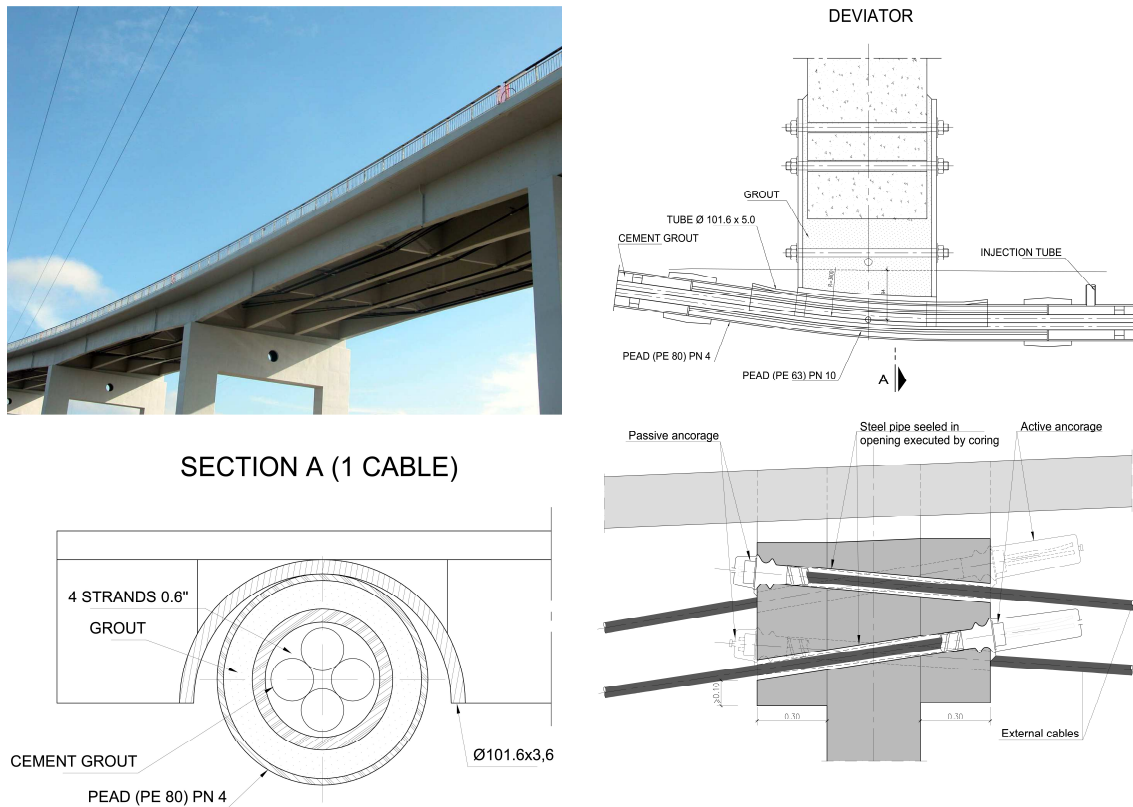 DEVIATOR
GROUT
TUBE Ø 101.6 x 5.0
CEMENT GROUT
INJECTION TUBE
PEAD (PE 80) PN 4
PEAD (PE 63) PN 10
A
SECTION A (1 CABLE)
4 STRANDS 0.6"
GROUT
CEMENT GROUT
PEAD (PE 80) PN 4
Ø101.6x3,6
Passive ancorage
Steel pipe seeled in
opening executed by coring
Active ancorage
≥0.10
0.30
0.30
External cables